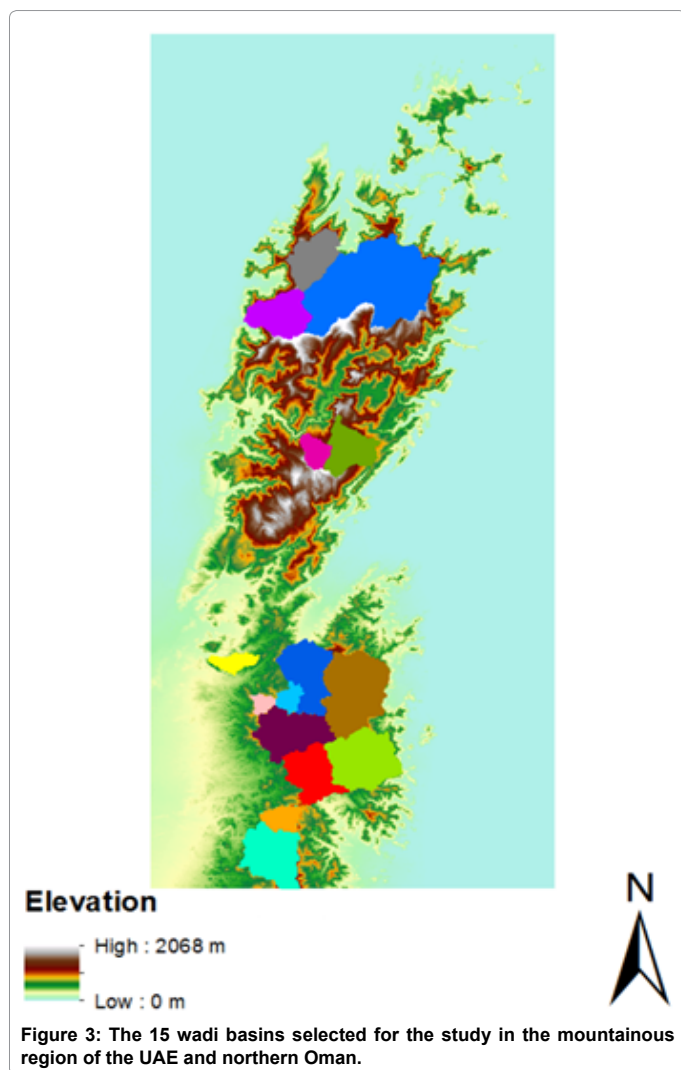 N
Elevation
High : 2068 m
Low : 0 m
Figure 3: The 15 wadi basins selected for the study in the mountainous
region of the UAE and northern Oman.